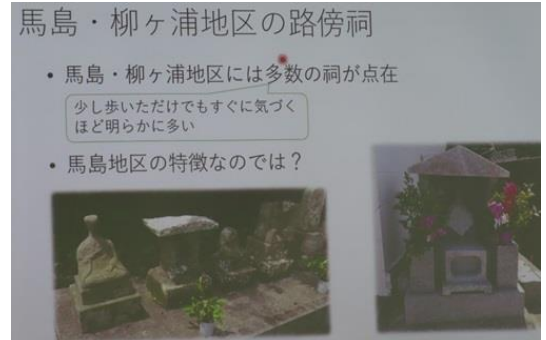 馬島・柳ヶ浦地区の路傍祠
• 馬島・柳ヶ浦地区には多数の祠が点在
少し歩いただけでもすぐに気づく
ほど明らかに多い
• 馬島地区の特徴なのでは？